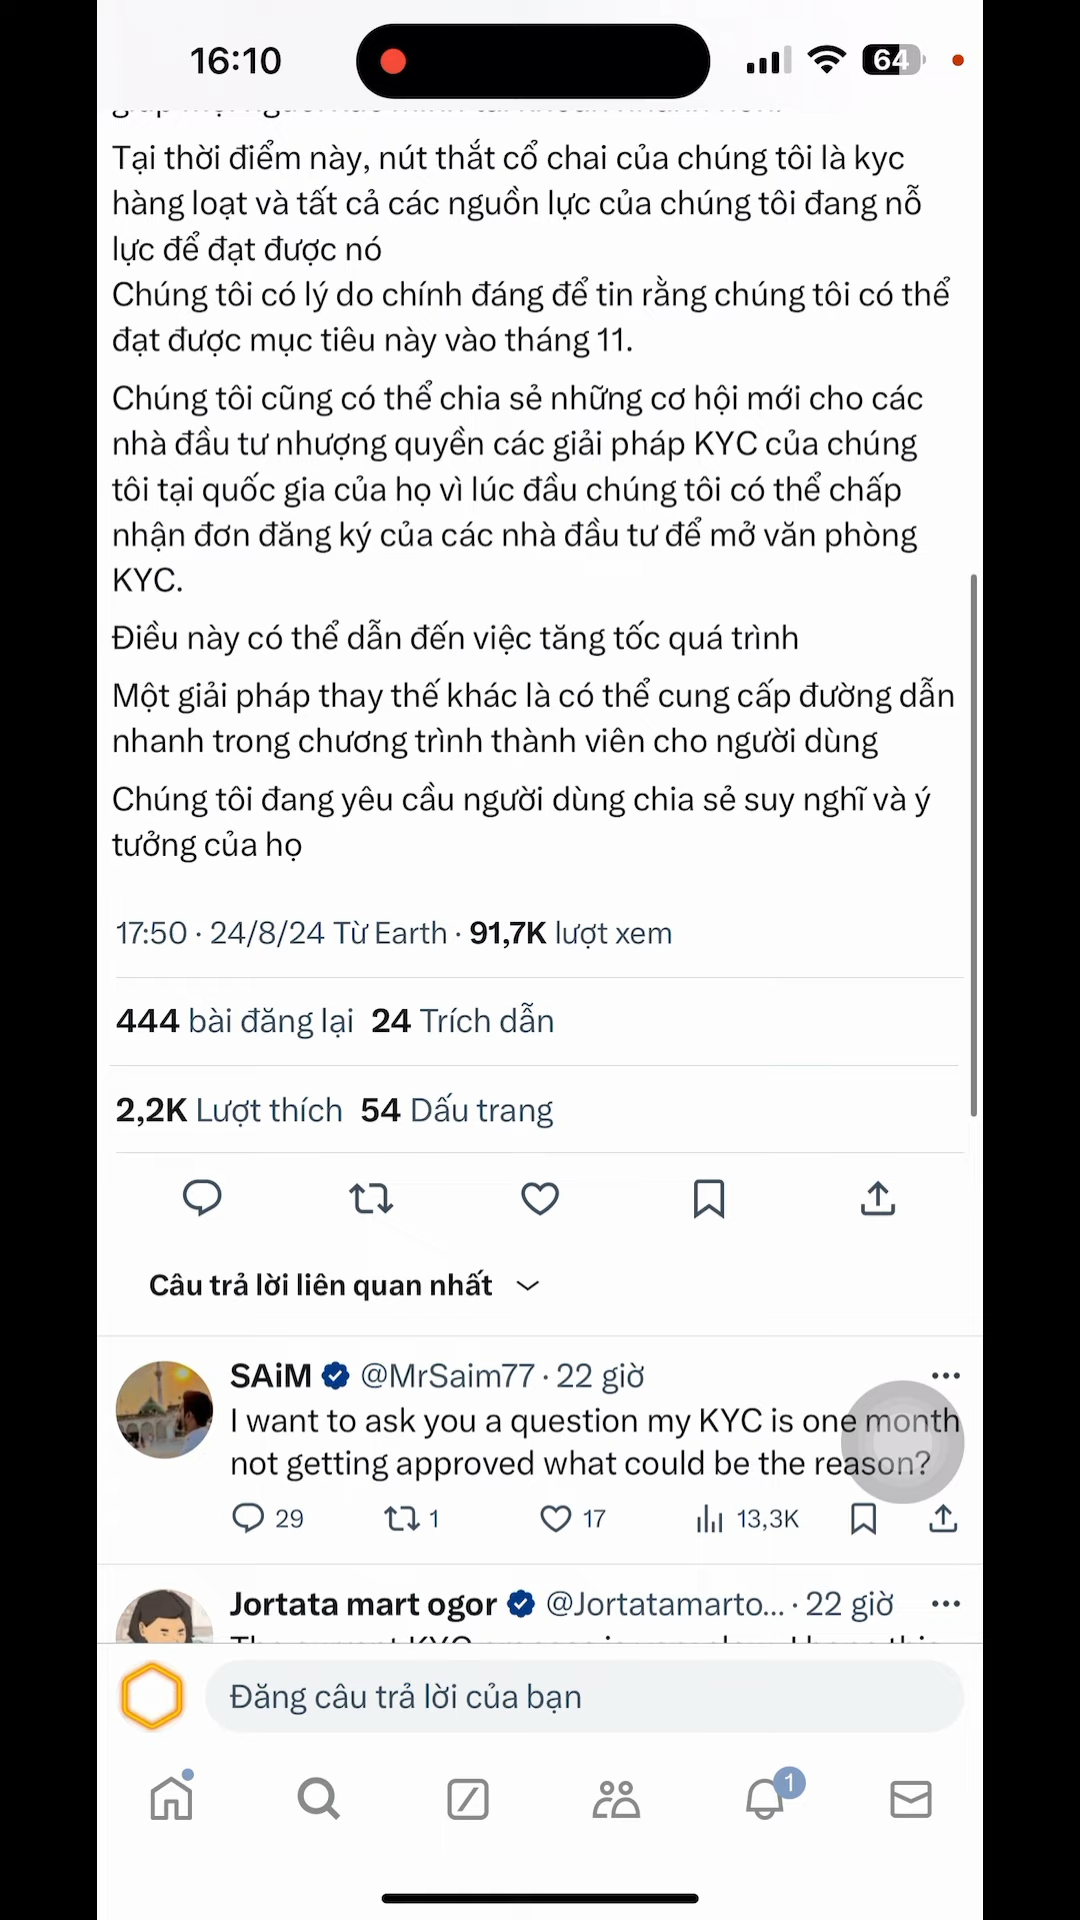 16:10
64
Tại thời điểm này, nút thắt cổ chai của chúng tôi là kyc
hàng loạt và tất cả các nguồn lực của chúng tôi đang nỗ
lực để đạt được nó
Chúng tôi có lý do chính đáng để tin rằng chúng tôi có thể
đạt được mục tiêu này vào tháng 11.
Chúng tôi cũng có thể chia sẻ những cơ hội mới cho các
nhà đầu tư nhượng quyền các giải pháp KYC của chúng
tôi tại quốc gia của họ vì lúc đầu chúng tôi có thể chấp
nhận đơn đăng ký của các nhà đầu tư để mở văn phòng
KYC.
Điều này có thể dẫn đến việc tăng tốc quá trình
Một giải pháp thay thế khác là có thể cung cấp đường dẫn
nhanh trong chương trình thành viên cho người dùng
Chúng tôi đang yêu cầu người dùng chia sẻ suy nghĩ và ý
tưởng của họ
17:50 · 24/8/24 Từ Earth · 91,7K lượt xem
444 bài đăng lại 24 Trích dẫn
2,2K Lượt thích 54 Dấu trang
Câu trả lời liên quan nhất
SAiM @MrSaim77 · 22 giờ
I want to ask you a question my KYC is one month
not getting approved what could be the reason?
29 1 17 13,3K
Jortata mart ogor @Jortatamarto... · 22 giờ
Đăng câu trả lời của bạn
1